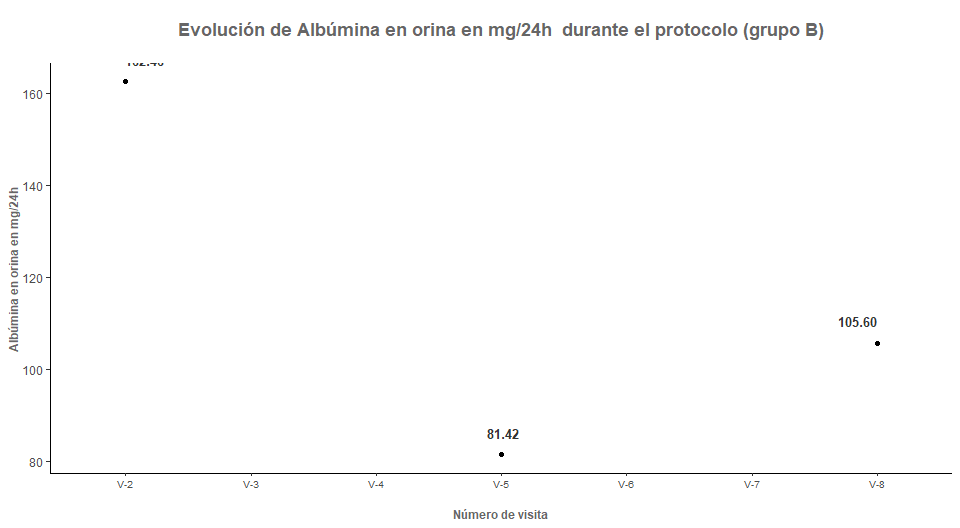 Evolución de Albúmina en orina en mg/24h  durante el protocolo (grupo B)
160
140
120
100
80
Albúmina en orina en mg/24h
105.60
81.42
V-2 V-3 V-4 V-5 V-6 V-7 V-8
Número de visita